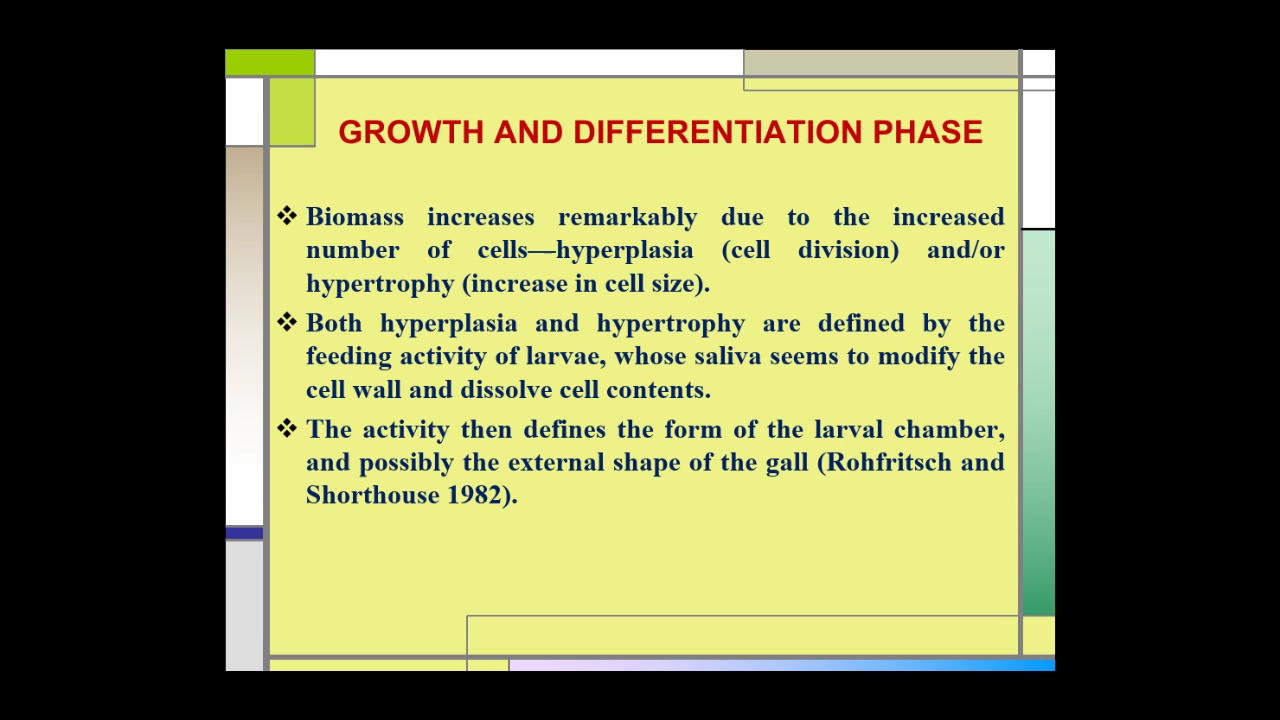 GROWTH AND DIFFERENTIATION PHASE
❖ Biomass increases remarkably due to the increased
number of cells—hyperplasia (cell division) and/or
hypertrophy (increase in cell size).
❖ Both hyperplasia and hypertrophy are defined by the
feeding activity of larvae, whose saliva seems to modify the
cell wall and dissolve cell contents.
❖ The activity then defines the form of the larval chamber,
and possibly the external shape of the gall (Rohfritsch and
Shorthouse 1982).